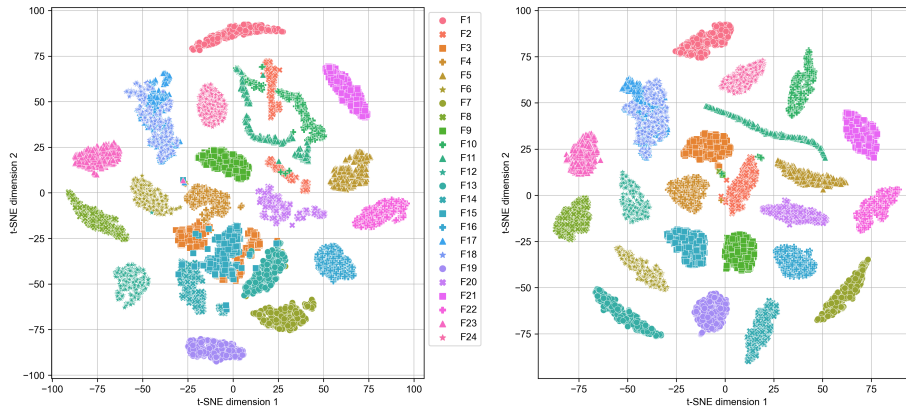 100
75
50
25
0
−25
−50
−75
−100
t-SNE dimension 2
−100 −75 −50 −25 0 25 50 75 100
t-SNE dimension 1
F1
F2
F3
F4
F5
F6
F7
F8
F9
F10
F11
F12
F13
F14
F15
F16
F17
F18
F19
F20
F21
F22
F23
F24
100
75
50
25
0
−25
−50
−75
t-SNE dimension 2
−75 −50 −25 0 25 50 75
t-SNE dimension 1